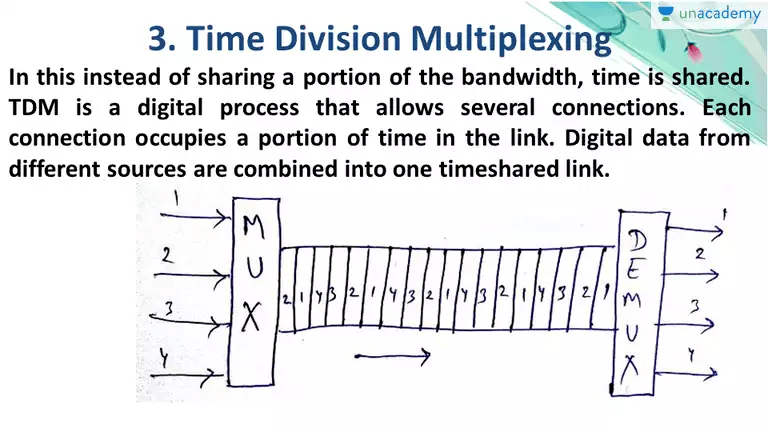 unacademy
3. Time Division Multiplexing
In this instead of sharing a portion of the bandwidth, time is shared.
TDM is a digital process that allows several connections. Each
connection occupies a portion of time in the link. Digital data from
different sources are combined into one timeshared link.
1
2
3
4
MUX
2 1 4 3 2 1 4 3 2 1 4 3 2 1 4 3 2 1
DEMUX
1
2
3
4